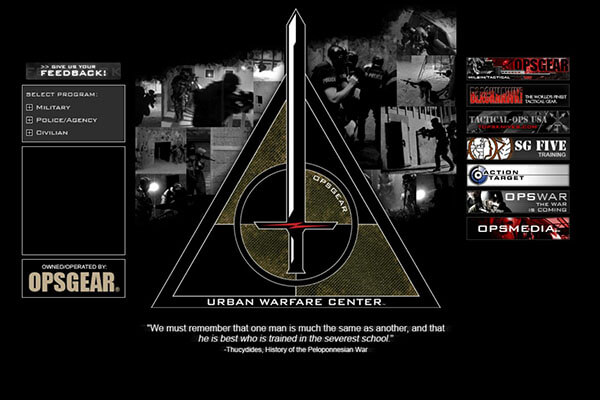 >> GIVE US YOUR
FEEDBACK!
SELECT PROGRAM:
MILITARY
POLICE/AGENCY
CIVILIAN
OWNED/OPERATED BY:
OPSGEAR®
OPSGEAR
URBAN WARFARE CENTER
"We must remember that one man is much the same as another, and that
he is best who is trained in the severest school."
-Thucydides, History of the Peloponnesian War
OPSGEAR
BLACKHAWK!
THE WORLD'S FINEST
TACTICAL GEAR.
TACTICAL-OPS USA
SG FIVE
TRAINING
ACTION
TARGET
OPSWAR
THE WAR
IS COMING
OPSMEDIA